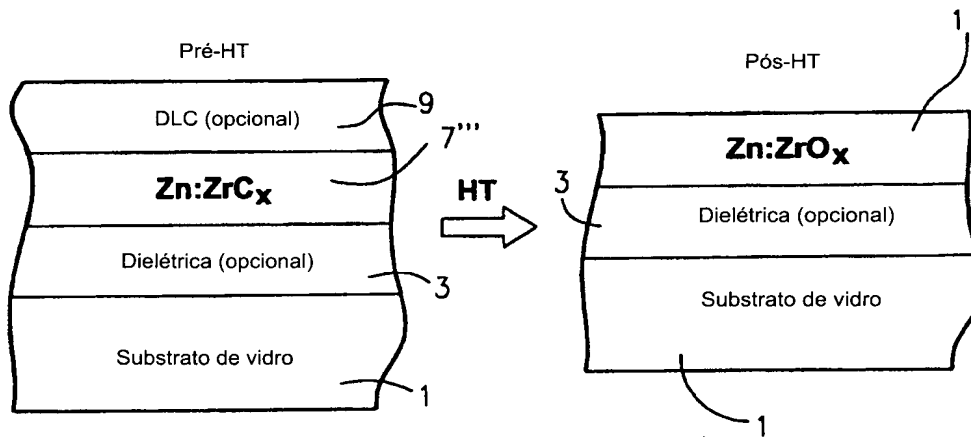 Pré-HT
DLC (opcional)
9
7'''
Zn:ZrCx
Dielétrica (opcional)
3
Substrato de vidro
1
HT
Pós-HT
1
Zn:ZrOx
3
Dielétrica (opcional)
Substrato de vidro
1